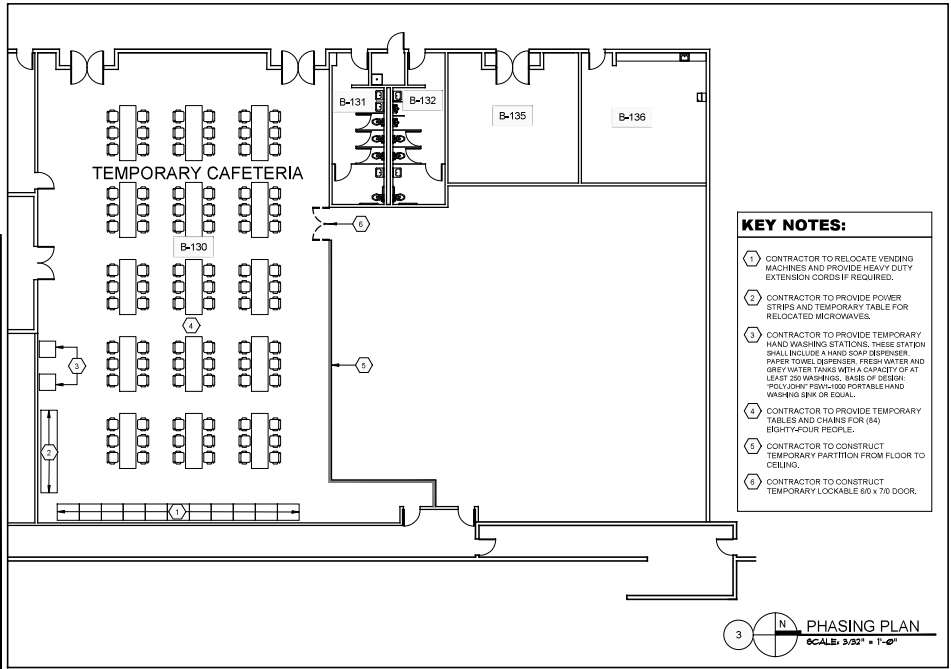 B-131
B-132
B-135
B-136
TEMPORARY CAFETERIA
6
B-130
4
3
5
2
1
KEY NOTES:
1 CONTRACTOR TO RELOCATE VENDING
MACHINES AND PROVIDE HEAVY DUTY
EXTENSION CORDS IF REQUIRED.
2 CONTRACTOR TO PROVIDE POWER
STRIPS AND TEMPORARY TABLE FOR
RELOCATED MICROWAVES.
3 CONTRACTOR TO PROVIDE TEMPORARY
HAND WASHING STATIONS. THESE STATION
SHALL INCLUDE A HAND SOAP DISPENSER,
PAPER TOWEL DISPENSER, FRESH WATER AND
GREY WATER TANKS WITH A CAPACITY OF AT
LEAST 250 WASHINGS. BASIS OF DESIGN:
"POLYJOHN" PSW1-1000 PORTABLE HAND
WASHING SINK OR EQUAL.
4 CONTRACTOR TO PROVIDE TEMPORARY
TABLES AND CHAINS FOR (84)
EIGHTY-FOUR PEOPLE.
5 CONTRACTOR TO CONSTRUCT
TEMPORARY PARTITION FROM FLOOR TO
CEILING.
6 CONTRACTOR TO CONSTRUCT
TEMPORARY LOCKABLE 6/0 x 7/0 DOOR.
3 N PHASING PLAN
SCALE: 3/32" = 1'-0"